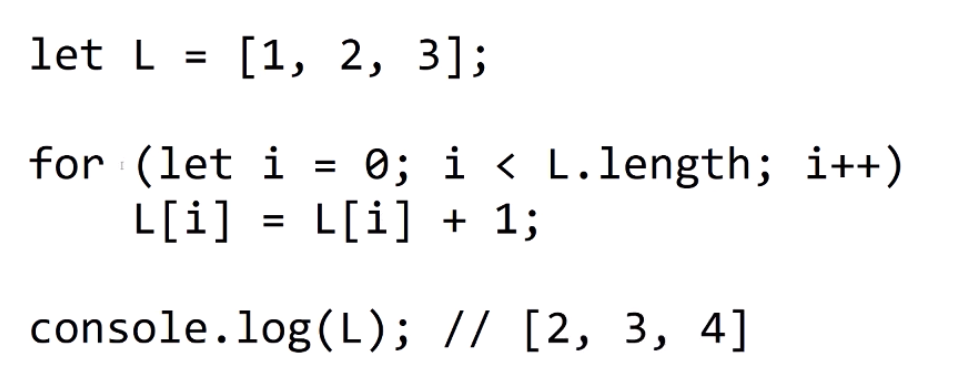 let L = [1, 2, 3];
for (let i = 0; i < L.length; i++)
    L[i] = L[i] + 1;
console.log(L); // [2, 3, 4]